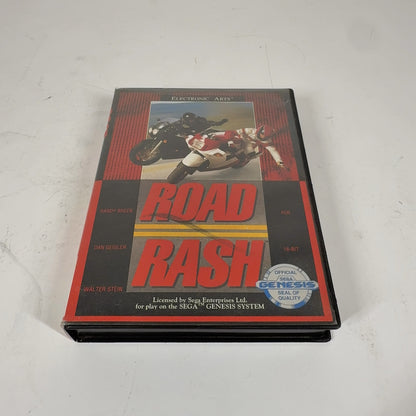 ELECTRONIC ARTS™
ROAD
RANDY BREEN
FOR
DAN GEISLER
16-BIT
RASH
WALTER STEIN
OFFICIAL
SEGA
GENESIS
SEAL OF
QUALITY
Licensed by Sega Enterprises Ltd.
for play on the SEGA™ GENESIS SYSTEM